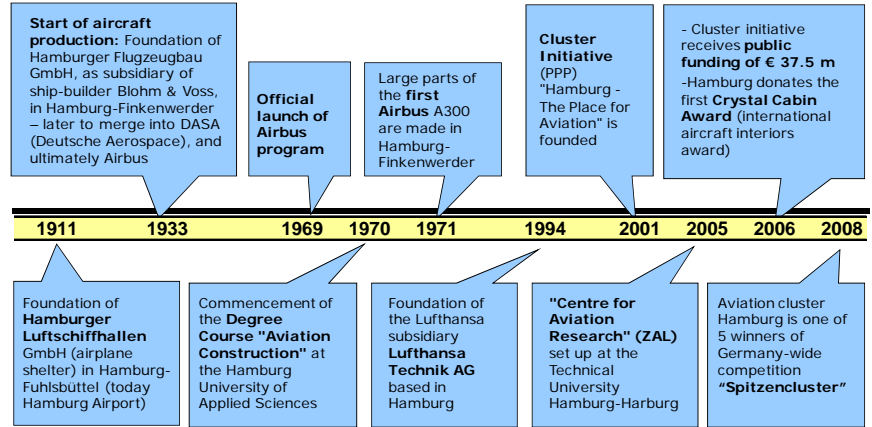 Start of aircraft
production: Foundation of
Hamburger Flugzeugbau
GmbH, as subsidiary of
ship-builder Blohm & Voss,
in Hamburg-Finkenwerder
– later to merge into DASA
(Deutsche Aerospace), and
ultimately Airbus
Official
launch of
Airbus
program
Large parts of
the first
Airbus A300
are made in
Hamburg-
Finkenwerder
Cluster
Initiative
(PPP)
"Hamburg -
The Place for
Aviation" is
founded
- Cluster initiative
receives public
funding of € 37.5 m
-Hamburg donates the
first Crystal Cabin
Award (international
aircraft interiors
award)
1911 1933 1969 1970 1971 1994 2001 2005 2006 2008
Foundation of
Hamburger
Luftschiffhallen
GmbH (airplane
shelter) in Hamburg-
Fuhlsbüttel (today
Hamburg Airport)
Commencement of
the Degree
Course "Aviation
Construction" at
the Hamburg
University of
Applied Sciences
Foundation of
the Lufthansa
subsidiary
Lufthansa
Technik AG
based in
Hamburg
"Centre for
Aviation
Research" (ZAL)
set up at the
Technical
University
Hamburg-Harburg
Aviation cluster
Hamburg is one of
5 winners of
Germany-wide
competition
“Spitzencluster”